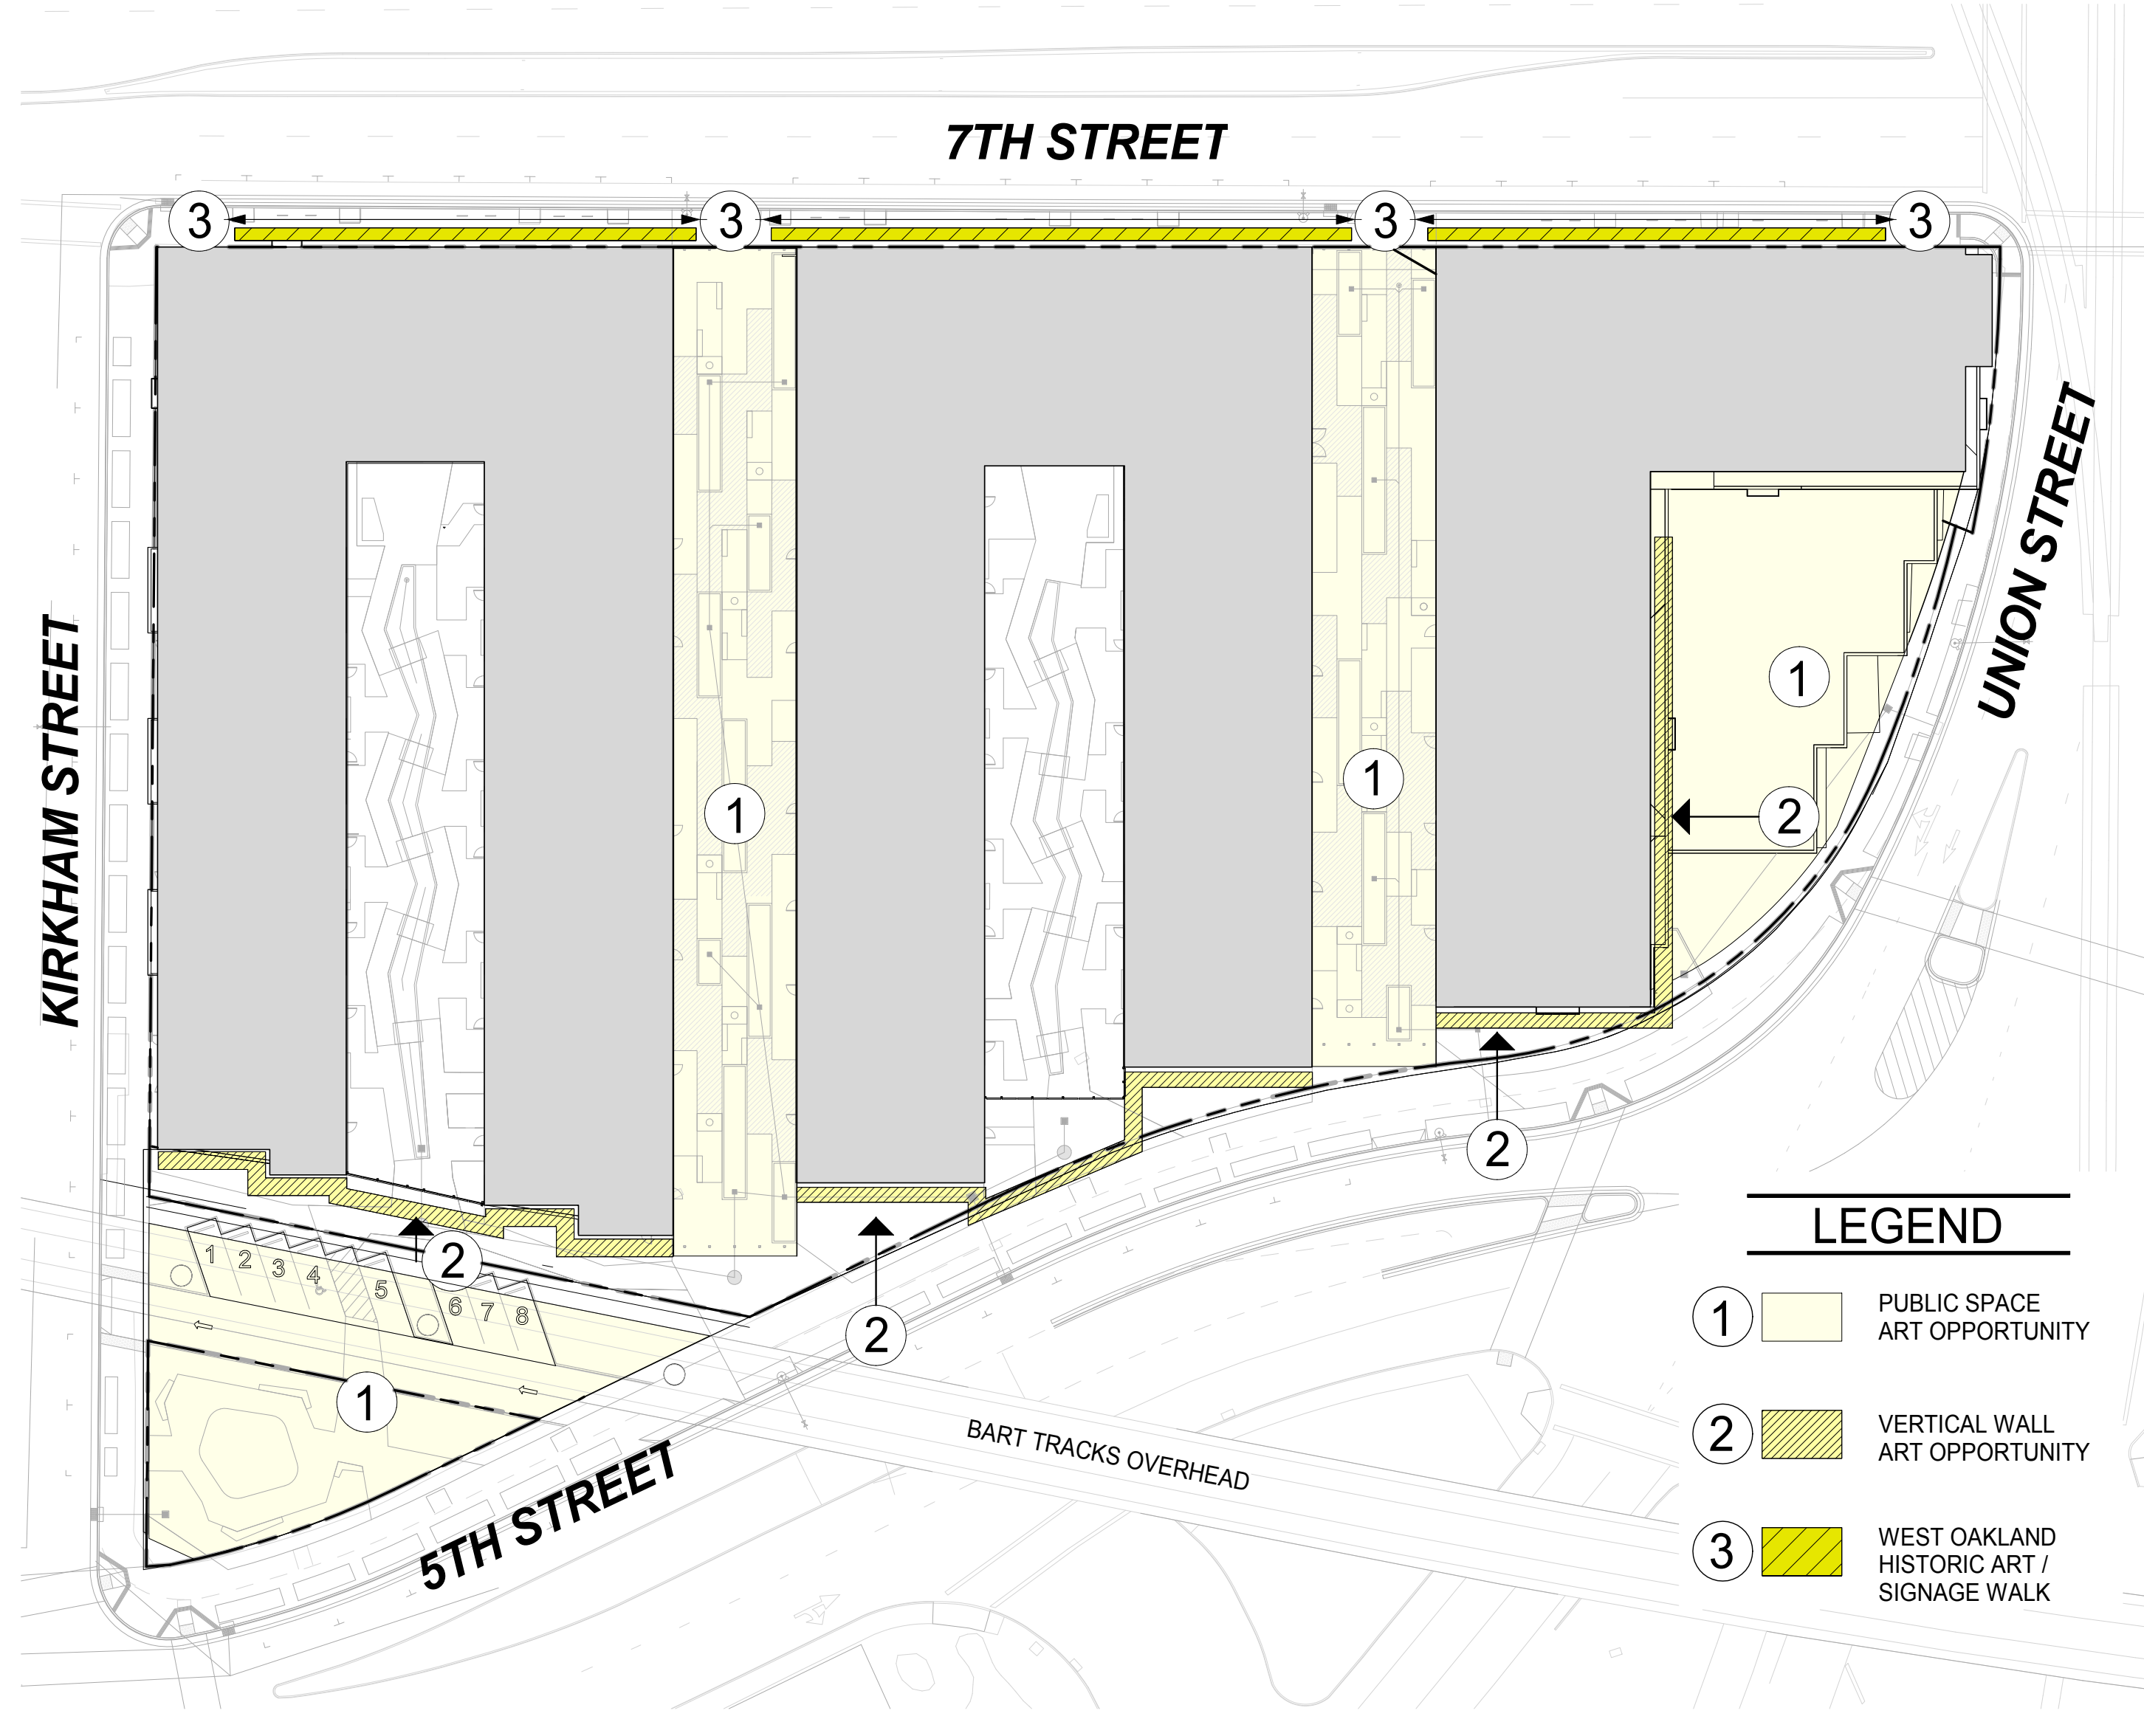 7TH STREET
3
3
3
3
KIRKHAM STREET
UNION STREET
1
1
1
2
2
2
2
1
2
3
4
5
6
7
8
1
BART TRACKS OVERHEAD
5TH STREET
LEGEND
1
PUBLIC SPACE
ART OPPORTUNITY
2
VERTICAL WALL
ART OPPORTUNITY
3
WEST OAKLAND
HISTORIC ART /
SIGNAGE WALK